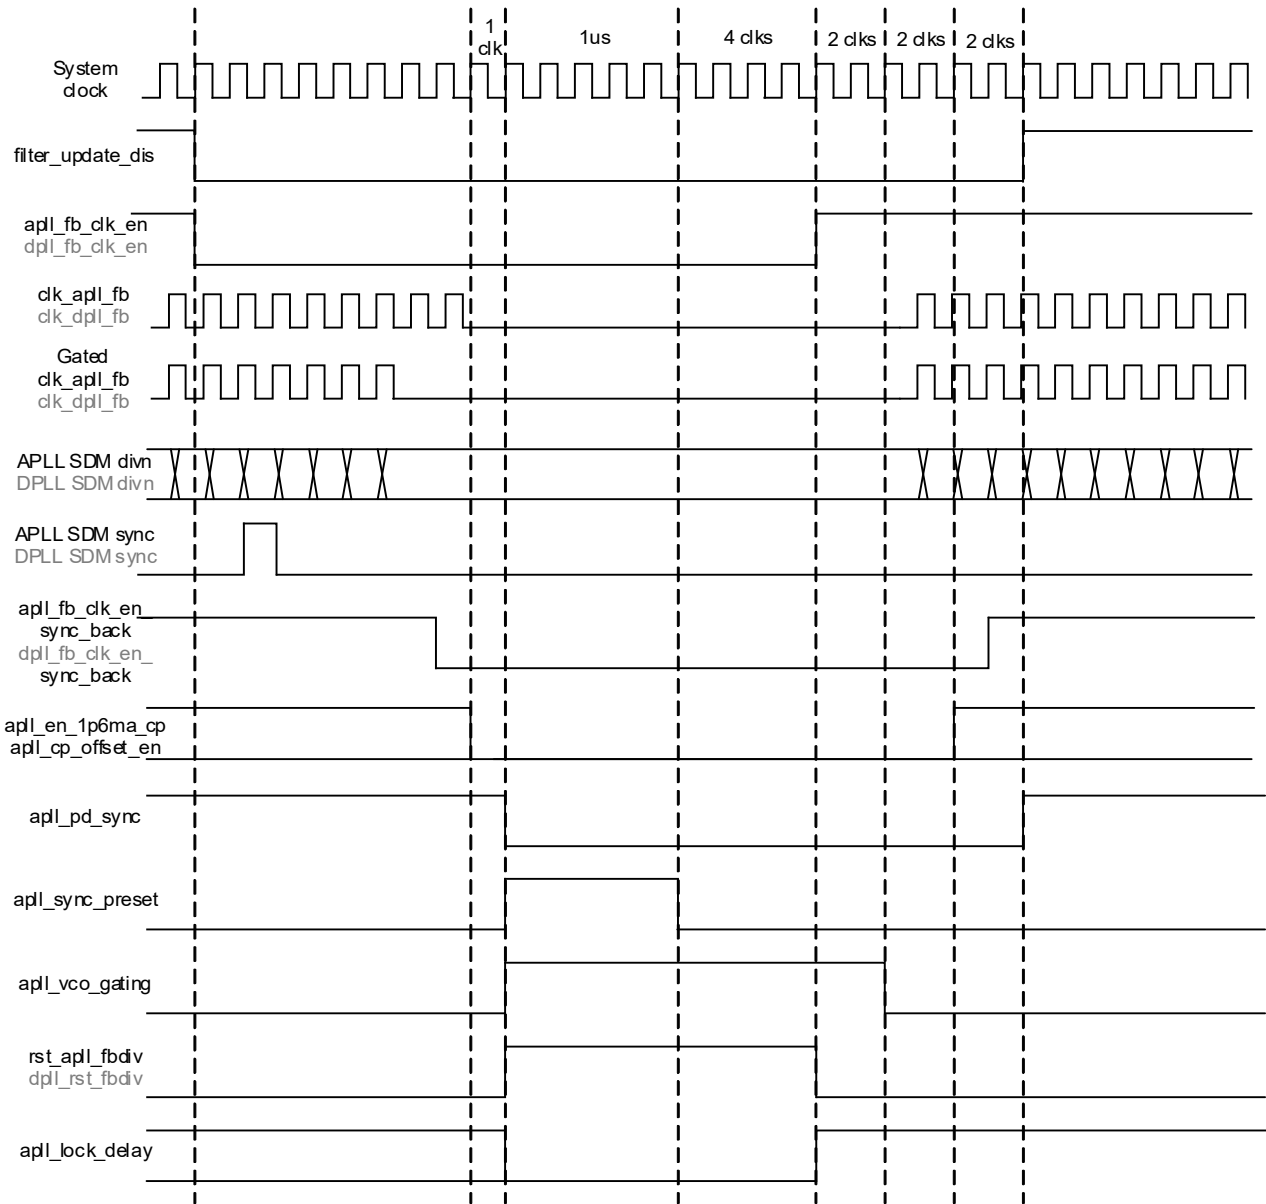 1
clk
1us
4 clks
2 clks
2 clks
2 clks
System
clock
filter_update_dis
apll_fb_clk_en
dpll_fb_clk_en
clk_apll_fb
clk_dpll_fb
Gated
clk_apll_fb
clk_dpll_fb
APLL SDM divn
DPLL SDM divn
APLL SDM sync
DPLL SDM sync
apll_fb_clk_en_
sync_back
dpll_fb_clk_en_
sync_back
apll_en_1p6ma_cp
apll_cp_offset_en
apll_pd_sync
apll_sync_preset
apll_vco_gating
rst_apll_fbdiv
dpll_rst_fbdiv
apll_lock_delay